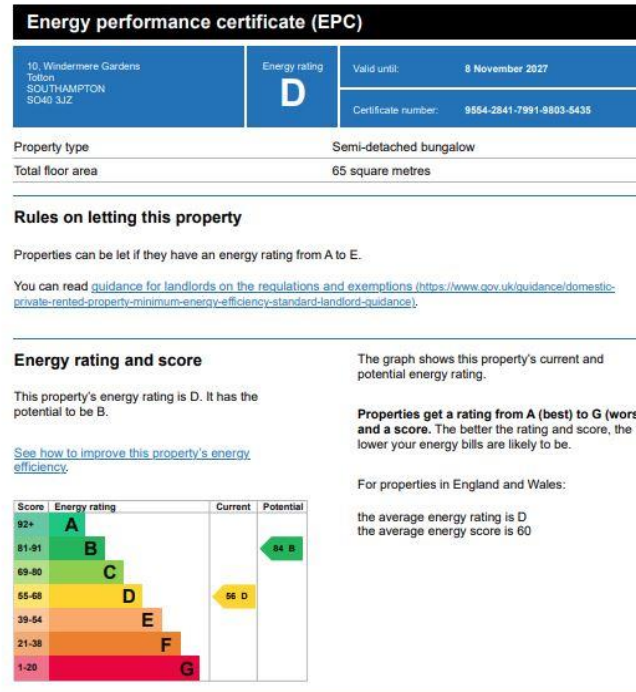 Energy performance certificate (EPC)
10, Windermere Gardens
Totton
SOUTHAMPTON
SO40 3JZ
Energy rating
D
Valid until:
8 November 2027
Certificate number:
9554-2841-7991-9803-5435
Property type
Semi-detached bungalow
Total floor area
65 square metres
Rules on letting this property
Properties can be let if they have an energy rating from A to E.
You can read guidance for landlords on the regulations and exemptions (https://www.gov.uk/guidance/domestic-
private-rented-property-minimum-energy-efficiency-standard-landlord-guidance).
Energy rating and score
This property's energy rating is D. It has the
potential to be B.
See how to improve this property's energy
efficiency.
Score Energy rating Current Potential
92+ A
81-91 B 84 B
69-80 C
55-68 D 56 D
39-54 E
21-38 F
1-20 G
The graph shows this property's current and
potential energy rating.
Properties get a rating from A (best) to G (wors
and a score. The better the rating and score, the
lower your energy bills are likely to be.
For properties in England and Wales:
the average energy rating is D
the average energy score is 60